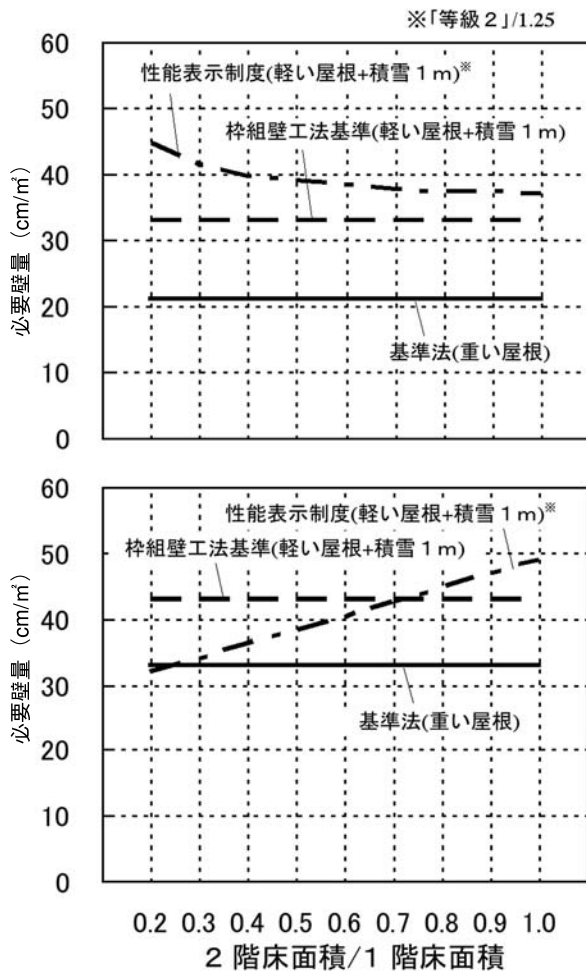 ※「等級２」/1.25
60
性能表示制度(軽い屋根+積雪１m)※
50
枠組壁工法基準(軽い屋根+積雪１m)
40
30
20
基準法(重い屋根)
10
0
必要壁量（cm/㎡）
60
性能表示制度(軽い屋根+積雪１m)※
枠組壁工法基準(軽い屋根+積雪１m)
50
40
30
基準法(重い屋根)
20
10
0
必要壁量（cm/㎡）
0.2 0.3 0.4 0.5 0.6 0.7 0.8 0.9 1.0
２階床面積/１階床面積